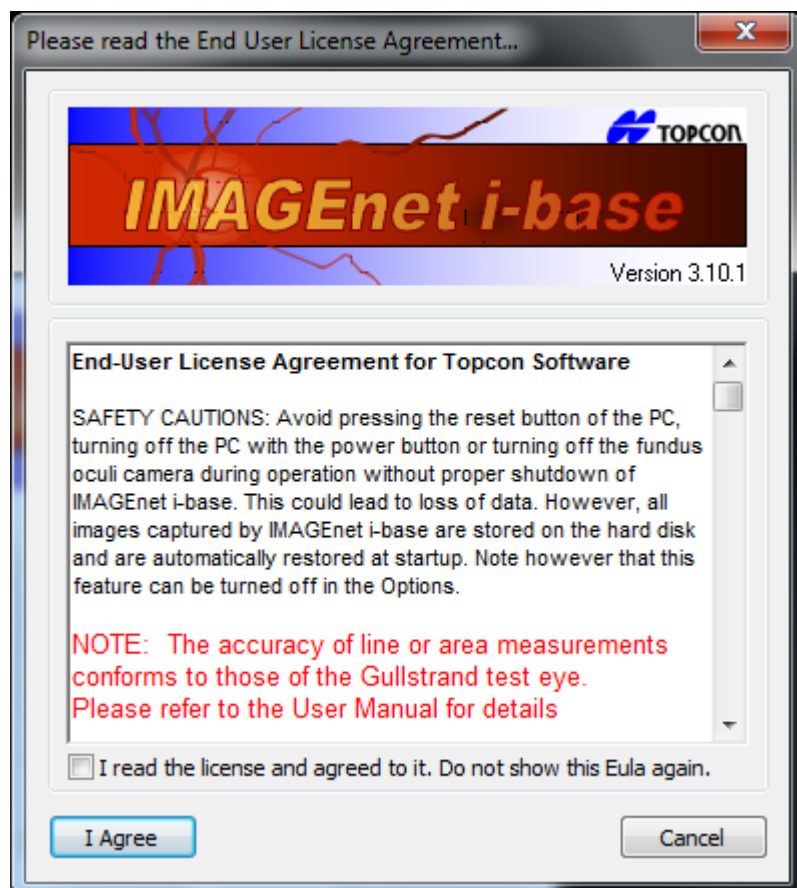 Please read the End User License Agreement...
TOPCON
IMAGEnet i-base
Version 3.10.1
End-User License Agreement for Topcon Software
SAFETY CAUTIONS: Avoid pressing the reset button of the PC,
turning off the PC with the power button or turning off the fundus
oculi camera during operation without proper shutdown of
IMAGEnet i-base. This could lead to loss of data. However, all
images captured by IMAGEnet i-base are stored on the hard disk
and are automatically restored at startup. Note however that this
feature can be turned off in the Options.
NOTE:  The accuracy of line or area measurements
conforms to those of the Gullstrand test eye.
Please refer to the User Manual for details
I read the license and agreed to it. Do not show this Eula again.
I Agree
Cancel